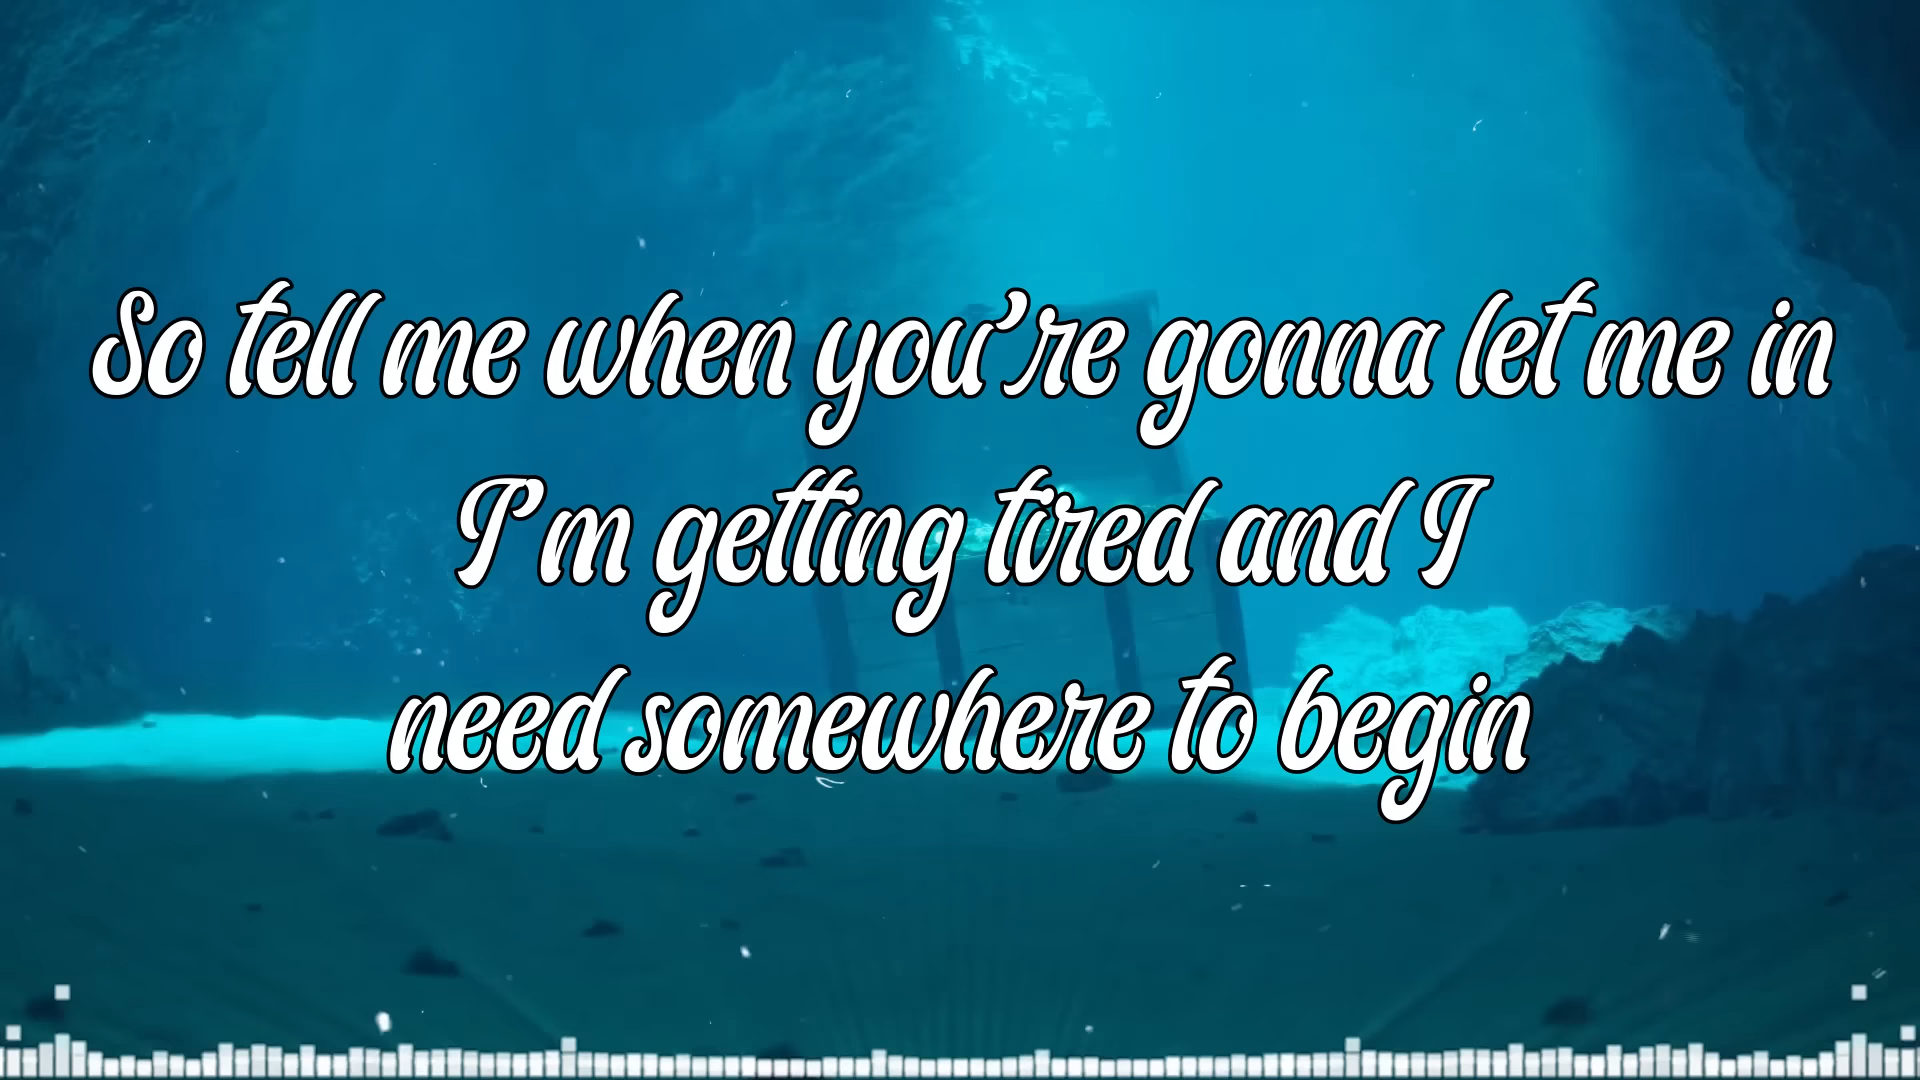 So tell me when you're gonna let me in
I'm getting tired and I
need somewhere to begin